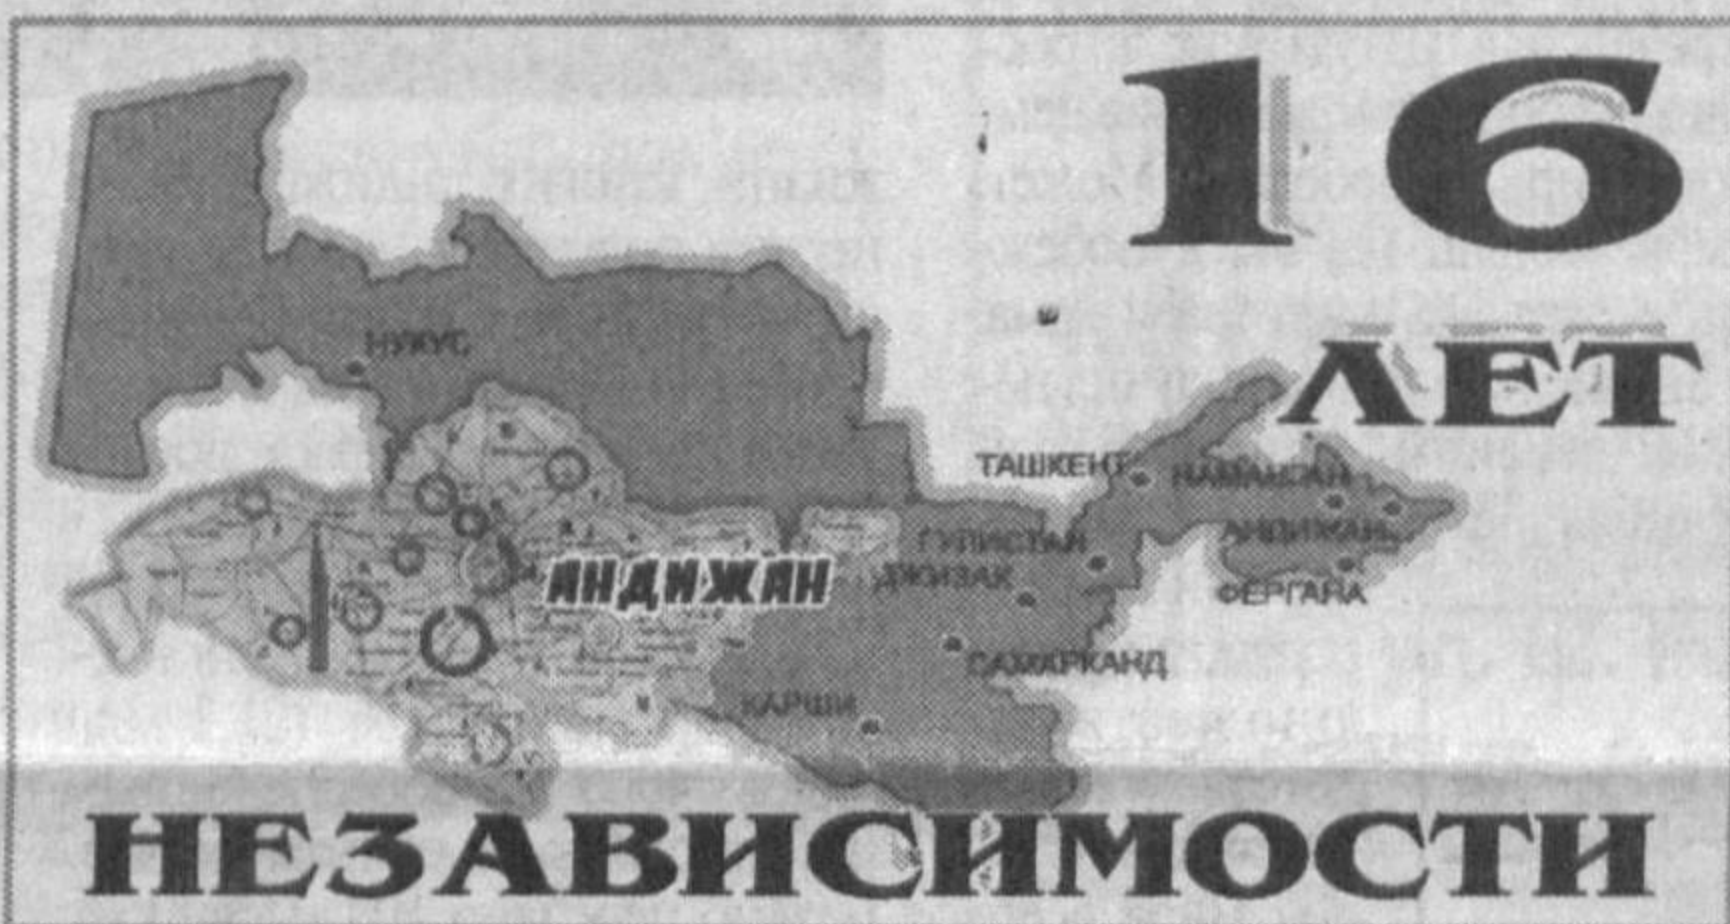 16
ЛЕТ
НУКУС
ТАШКЕНТ
НАМАНГАН
ГУЛИСТАН
АНДИЖАН
АНДИЖАН
ДЖИЗАК
ФЕРГАНА
САМАРКАНД
КАРШИ
НЕЗАВИСИМОСТИ